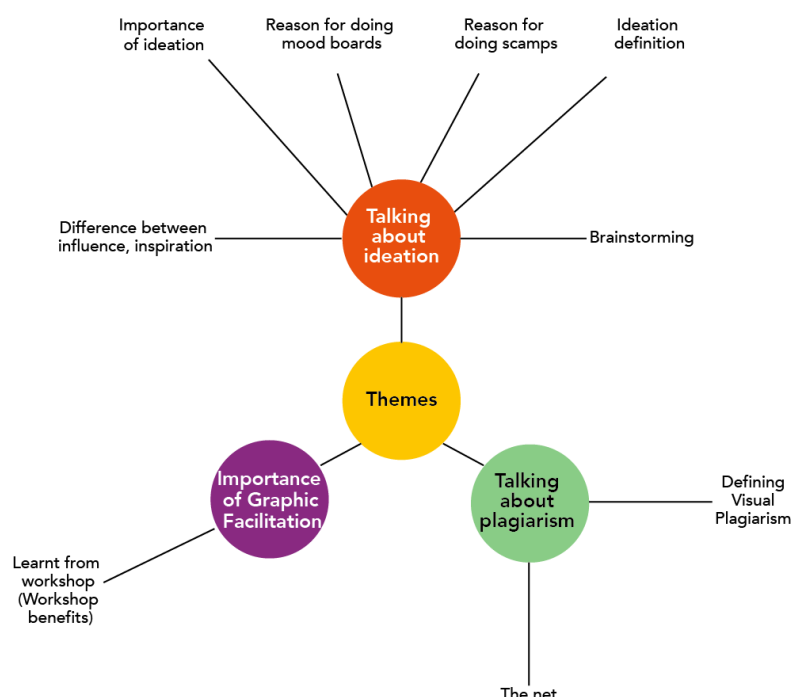 Importance
of ideation
Reason for doing
mood boards
Reason for
doing scamps
Ideation
definition
Difference between
influence, inspiration
Talking
about
ideation
Brainstorming
Themes
Importance
of Graphic
Facilitation
Talking
about
plagiarism
Defining
Visual
Plagiarism
Learnt from
workshop
(Workshop
benefits)
The net